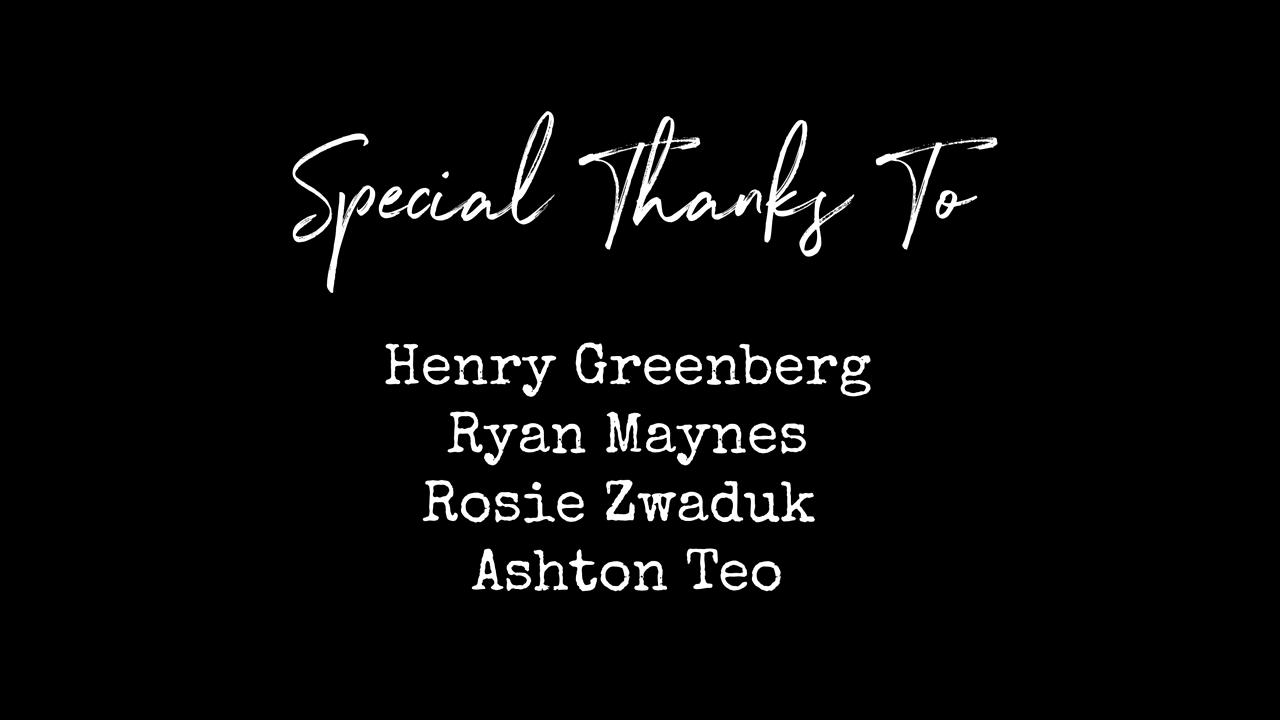 Special Thanks To
Henry Greenberg
Ryan Maynes
Rosie Zwaduk
Ashton Teo